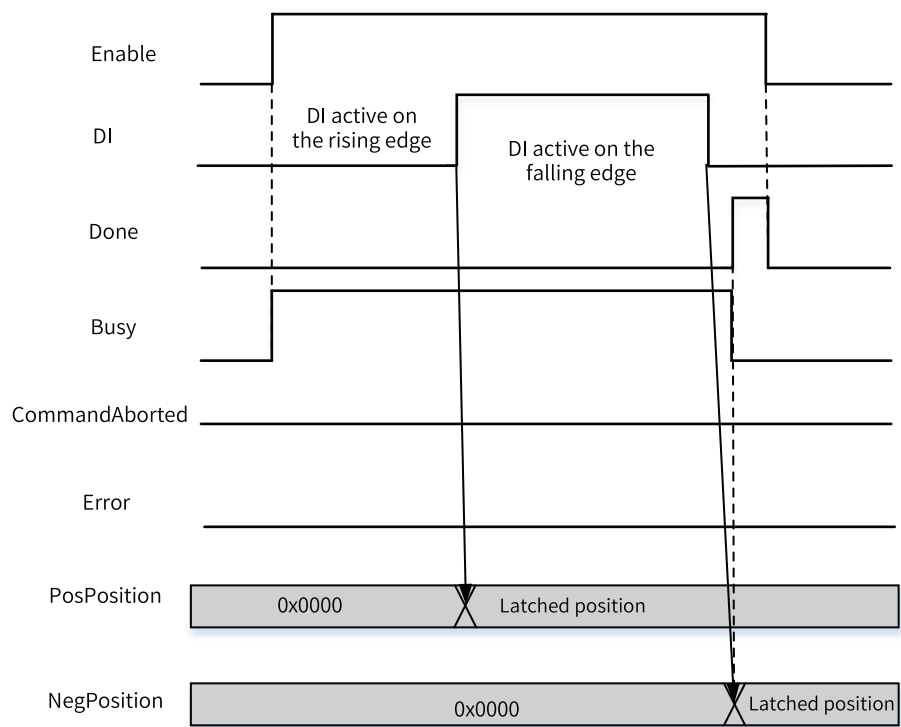 Enable
DI
DI active on
the rising edge
DI active on the
falling edge
Done
Busy
CommandAborted
Error
PosPosition
0x0000
Latched position
NegPosition
0x0000
Latched position